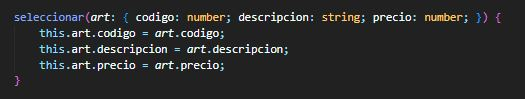 seleccionar(art: { codigo: number; descripcion: string; precio: number; }) {
    this.art.codigo = art.codigo;
    this.art.descripcion = art.descripcion;
    this.art.precio = art.precio;
}